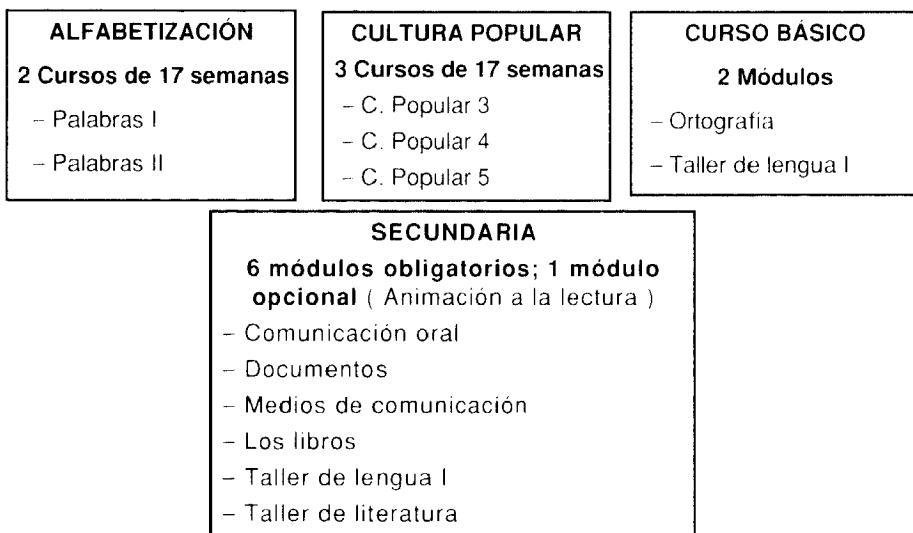 ALFABETIZACIÓN
2 Cursos de 17 semanas
– Palabras I
– Palabras II
CULTURA POPULAR
3 Cursos de 17 semanas
– C. Popular 3
– C. Popular 4
– C. Popular 5
CURSO BÁSICO
2 Módulos
– Ortografía
– Taller de lengua I
SECUNDARIA
6 módulos obligatorios; 1 módulo
opcional ( Animación a la lectura )
– Comunicación oral
– Documentos
– Medios de comunicación
– Los libros
– Taller de lengua I
– Taller de literatura